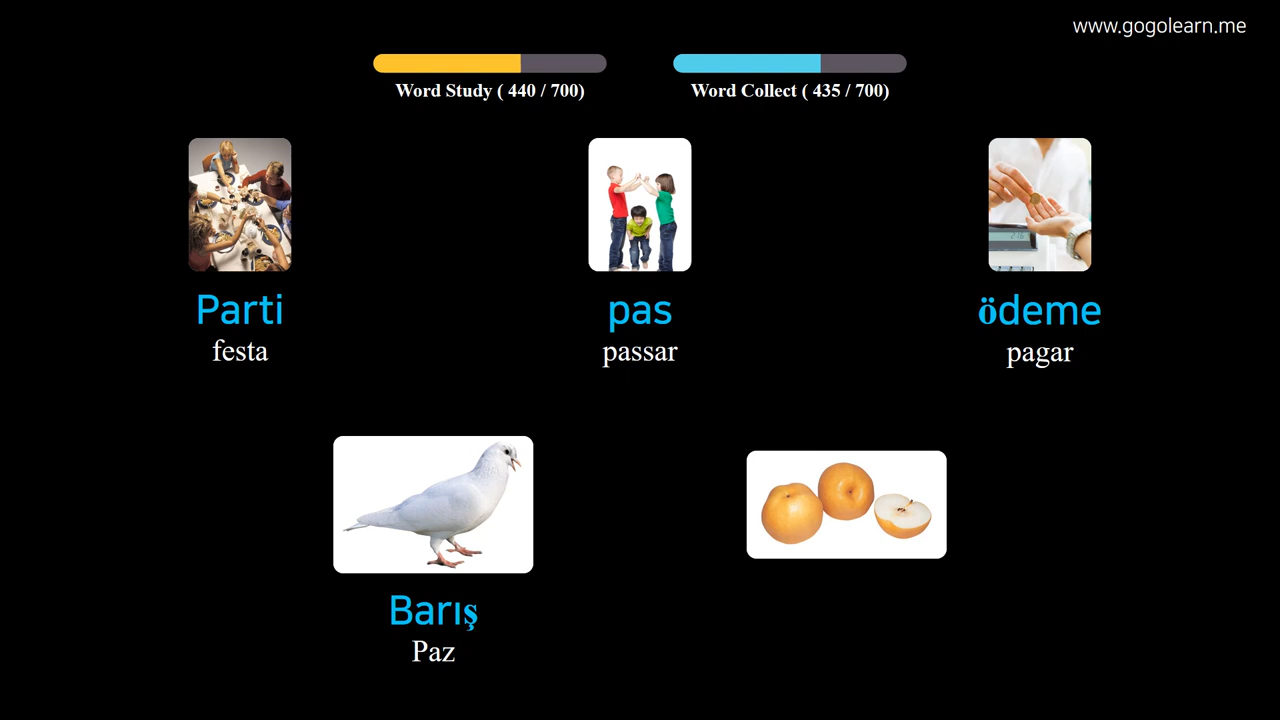 www.gogolearn.me
Word Study ( 440 / 700)
Word Collect ( 435 / 700)
Parti
festa
pas
passar
ödeme
pagar
Barış
Paz